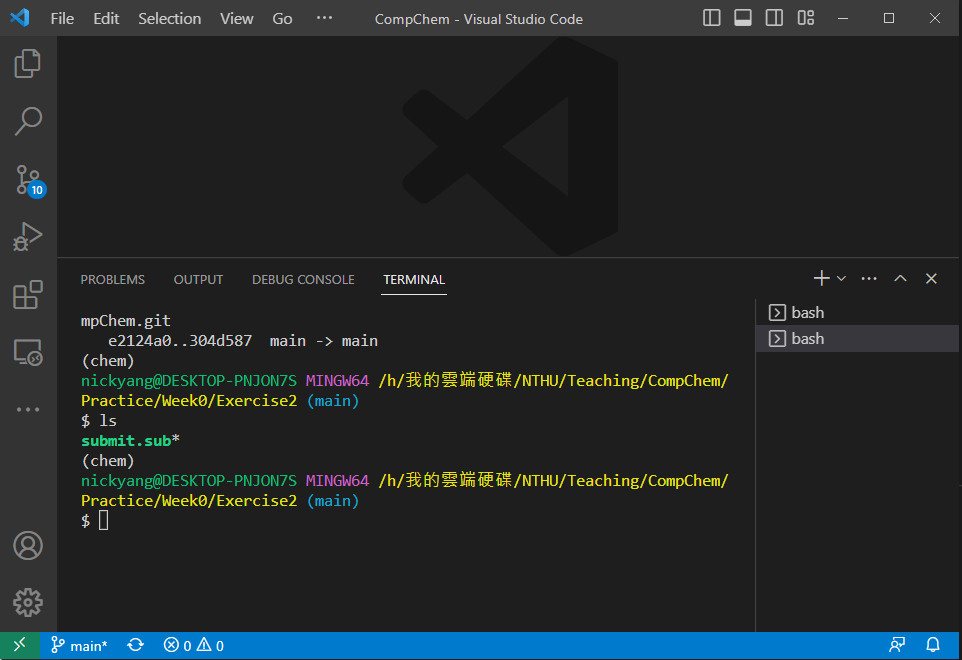 File Edit Selection View Go ··· CompChem - Visual Studio Code
10
PROBLEMS OUTPUT DEBUG CONSOLE TERMINAL
mpChem.git
   e2124a0..304d587  main -> main
(chem)
nickyang@DESKTOP-PNJON7S MINGW64 /h/我的雲端硬碟/NTHU/Teaching/CompChem/
Practice/Week0/Exercise2 (main)
$ ls
submit.sub*
(chem)
nickyang@DESKTOP-PNJON7S MINGW64 /h/我的雲端硬碟/NTHU/Teaching/CompChem/
Practice/Week0/Exercise2 (main)
$
bash
bash
main* 0 0